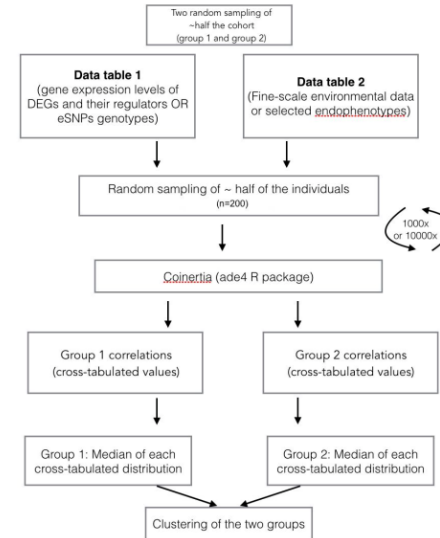 Two random sampling of
~half the cohort
(group 1 and group 2)
Data table 1
(gene expression levels of
DEGs and their regulators OR
eSNPs genotypes)
Data table 2
(Fine-scale environmental data
or selected endophenotypes)
Random sampling of ~ half of the individuals
(n=200)
1000x
or 10000x
Coinertia (ade4 R package)
Group 1 correlations
(cross-tabulated values)
Group 2 correlations
(cross-tabulated values)
Group 1: Median of each
cross-tabulated distribution
Group 2: Median of each
cross-tabulated distribution
Clustering of the two groups